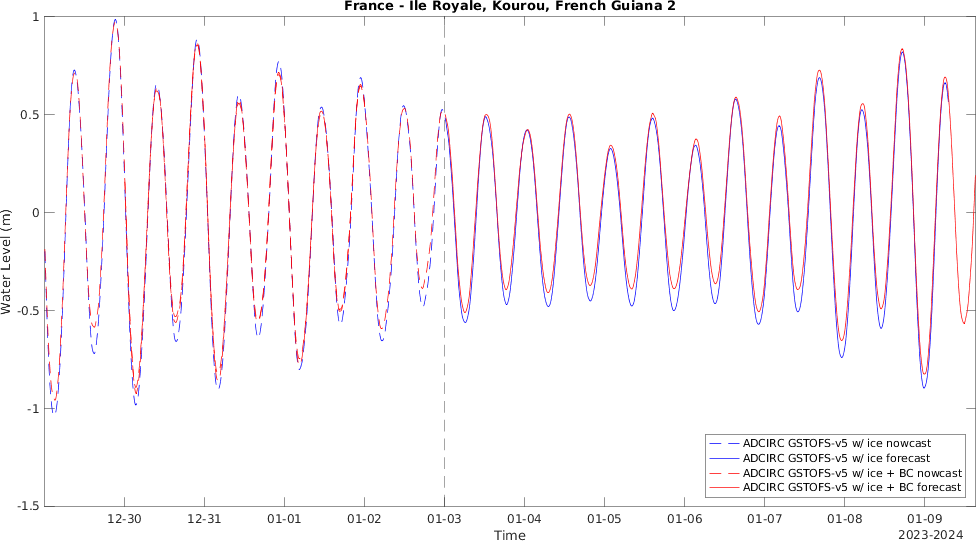 France - Ile Royale, Kourou, French Guiana 2
Water Level (m)
1
0.5
0
-0.5
-1
-1.5
ADCIRC GSTOFS-v5 w/ ice nowcast
ADCIRC GSTOFS-v5 w/ ice forecast
ADCIRC GSTOFS-v5 w/ ice + BC nowcast
ADCIRC GSTOFS-v5 w/ ice + BC forecast
12-30 12-31 01-01 01-02 01-03 01-04 01-05 01-06 01-07 01-08 01-09
Time
2023-2024